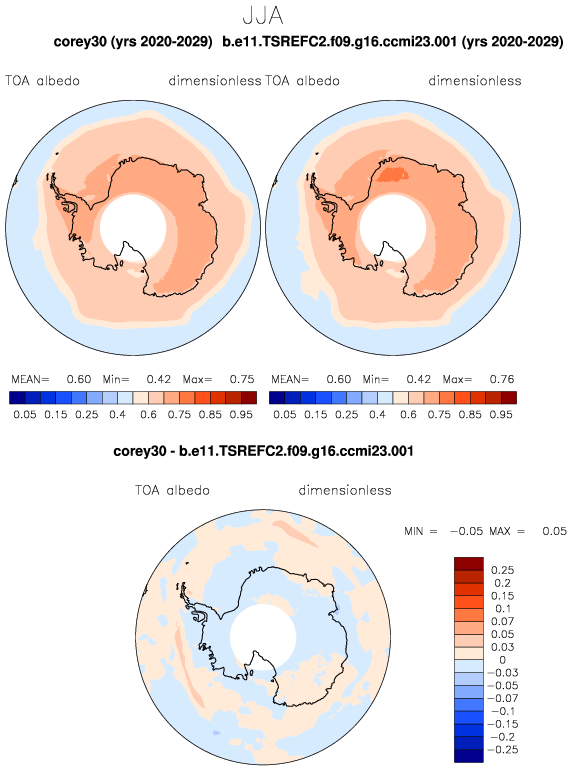 JJA
corey30 (yrs 2020-2029) b.e11.TSREFC2.f09.g16.ccmi23.001 (yrs 2020-2029)
TOA albedo dimensionless TOA albedo dimensionless
MEAN= 0.60 Min= 0.42 Max= 0.75 MEAN= 0.60 Min= 0.42 Max= 0.76
0.05 0.15 0.25 0.4 0.6 0.75 0.85 0.95 0.05 0.15 0.25 0.4 0.6 0.75 0.85 0.95
corey30 - b.e11.TSREFC2.f09.g16.ccmi23.001
TOA albedo dimensionless
MIN = -0.05 MAX = 0.05
0.25
0.2
0.15
0.1
0.07
0.05
0.03
0
-0.03
-0.05
-0.07
-0.1
-0.15
-0.2
-0.25